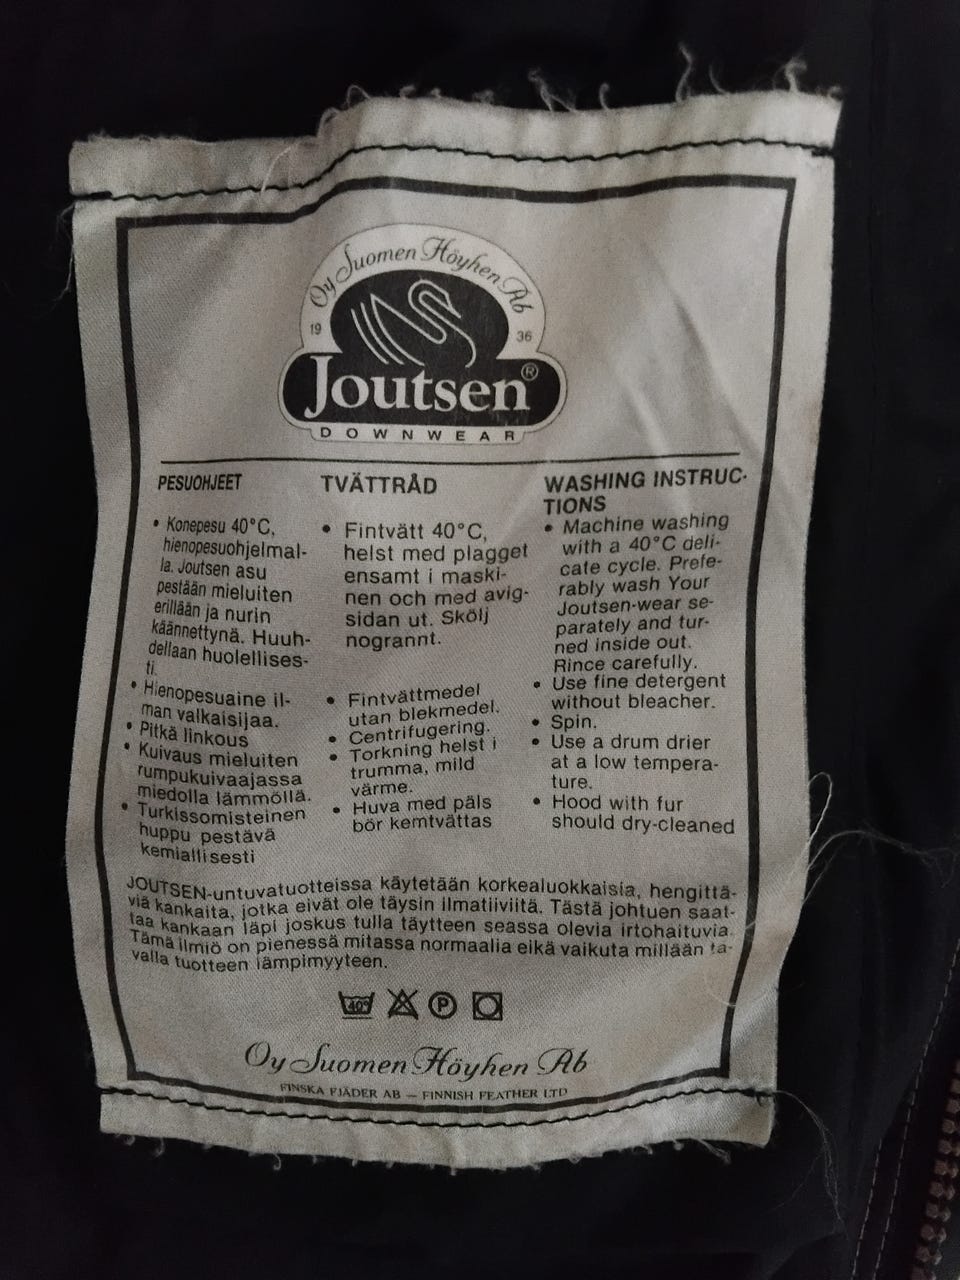 Oy Suomen Höyhen Ab
19 36
Joutsen®
DOWNWEAR
PESUOHJEET
• Konepesu 40°C,
hienopesuohjelmal-
la. Joutsen asu
pestään mieluiten
erillään ja nurin
käännettynä. Huuh-
dellaan huolellises-
ti.
• Hienopesuaine il-
man valkaisijaa.
• Pitkä linkous
• Kuivaus mieluiten
rumpukuivaajassa
miedolla lämmöllä.
• Turkissomisteinen
huppu pestävä
kemiallisesti
TVÄTTRÅD
• Fintvätt 40°C,
helst med plagget
ensamt i maski-
nen och med avig-
sidan ut. Skölj
nogrannt.
• Fintvättmedel
utan blekmedel.
• Centrifugering.
• Torkning helst i
trumma, mild
värme.
• Huva med päls
bör kemtvättas
WASHING INSTRUC-
TIONS
• Machine washing
with a 40°C deli-
cate cycle. Prefe-
rably wash Your
Joutsen-wear se-
parately and tur-
ned inside out.
Rince carefully.
• Use fine detergent
without bleacher.
• Spin.
• Use a drum drier
at a low tempera-
ture.
• Hood with fur
should dry-cleaned
JOUTSEN-untuvatuotteissa käytetään korkealuokkaisia, hengittä-
viä kankaita, jotka eivät ole täysin ilmatiiviitä. Tästä johtuen saat-
taa kankaan läpi joskus tulla täytteen seassa olevia irtohaituvia.
Tämä ilmiö on pienessä mitassa normaalia eikä vaikuta millään ta-
valla tuotteen lämpimyyteen.
40° P
Oy Suomen Höyhen Ab
FINSKA FJÄDER AB — FINNISH FEATHER LTD